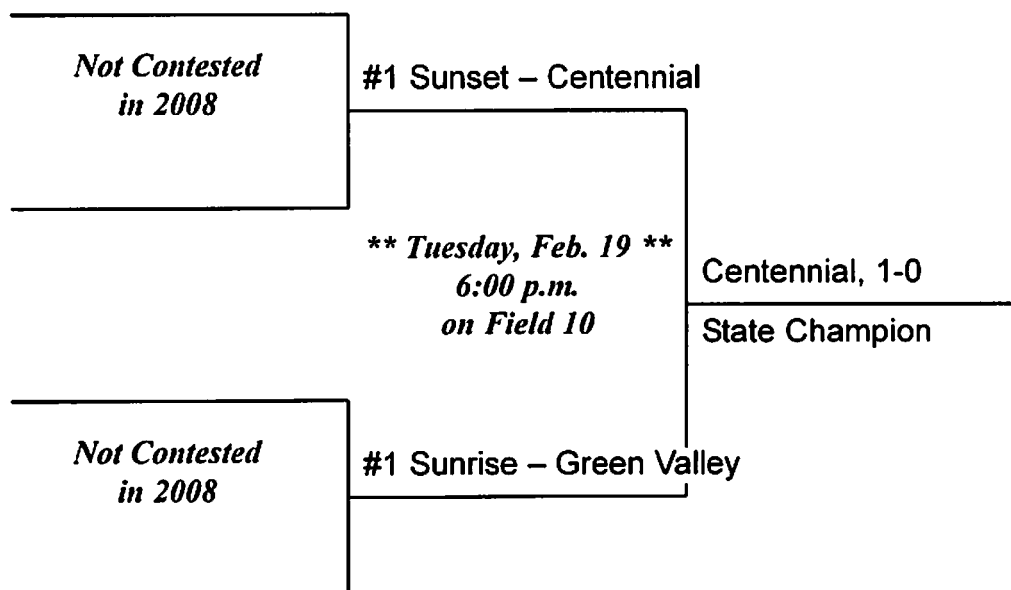 Not Contested
in 2008
#1 Sunset – Centennial
** Tuesday, Feb. 19 **
6:00 p.m.
on Field 10
Centennial, 1-0
State Champion
Not Contested
in 2008
#1 Sunrise – Green Valley